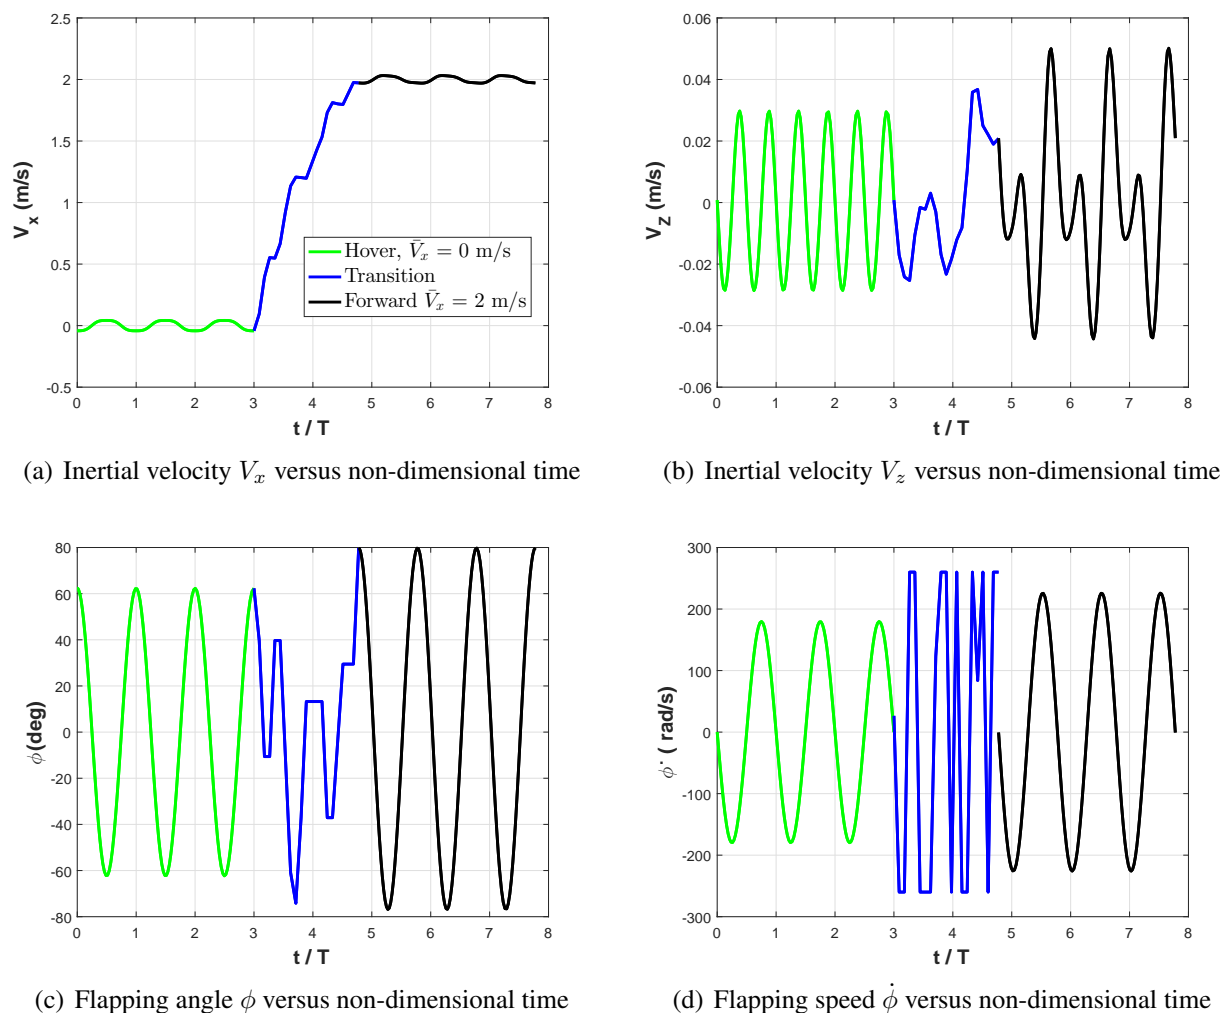 2.5
2
1.5
1
0.5
0
-0.5
V_x (m/s)
0 1 2 3 4 5 6 7 8
t / T
Hover, V̄_x = 0 m/s
Transition
Forward V̄_x = 2 m/s
(a) Inertial velocity V_x versus non-dimensional time
0.06
0.04
0.02
0
-0.02
-0.04
-0.06
V_Z (m/s)
0 1 2 3 4 5 6 7 8
t / T
(b) Inertial velocity V_z versus non-dimensional time
80
60
40
20
0
-20
-40
-60
-80
ϕ (deg)
0 1 2 3 4 5 6 7 8
t / T
(c) Flapping angle ϕ versus non-dimensional time
300
200
100
0
-100
-200
-300
ϕ· ( rad/s)
0 1 2 3 4 5 6 7 8
t / T
(d) Flapping speed ϕ̇ versus non-dimensional time